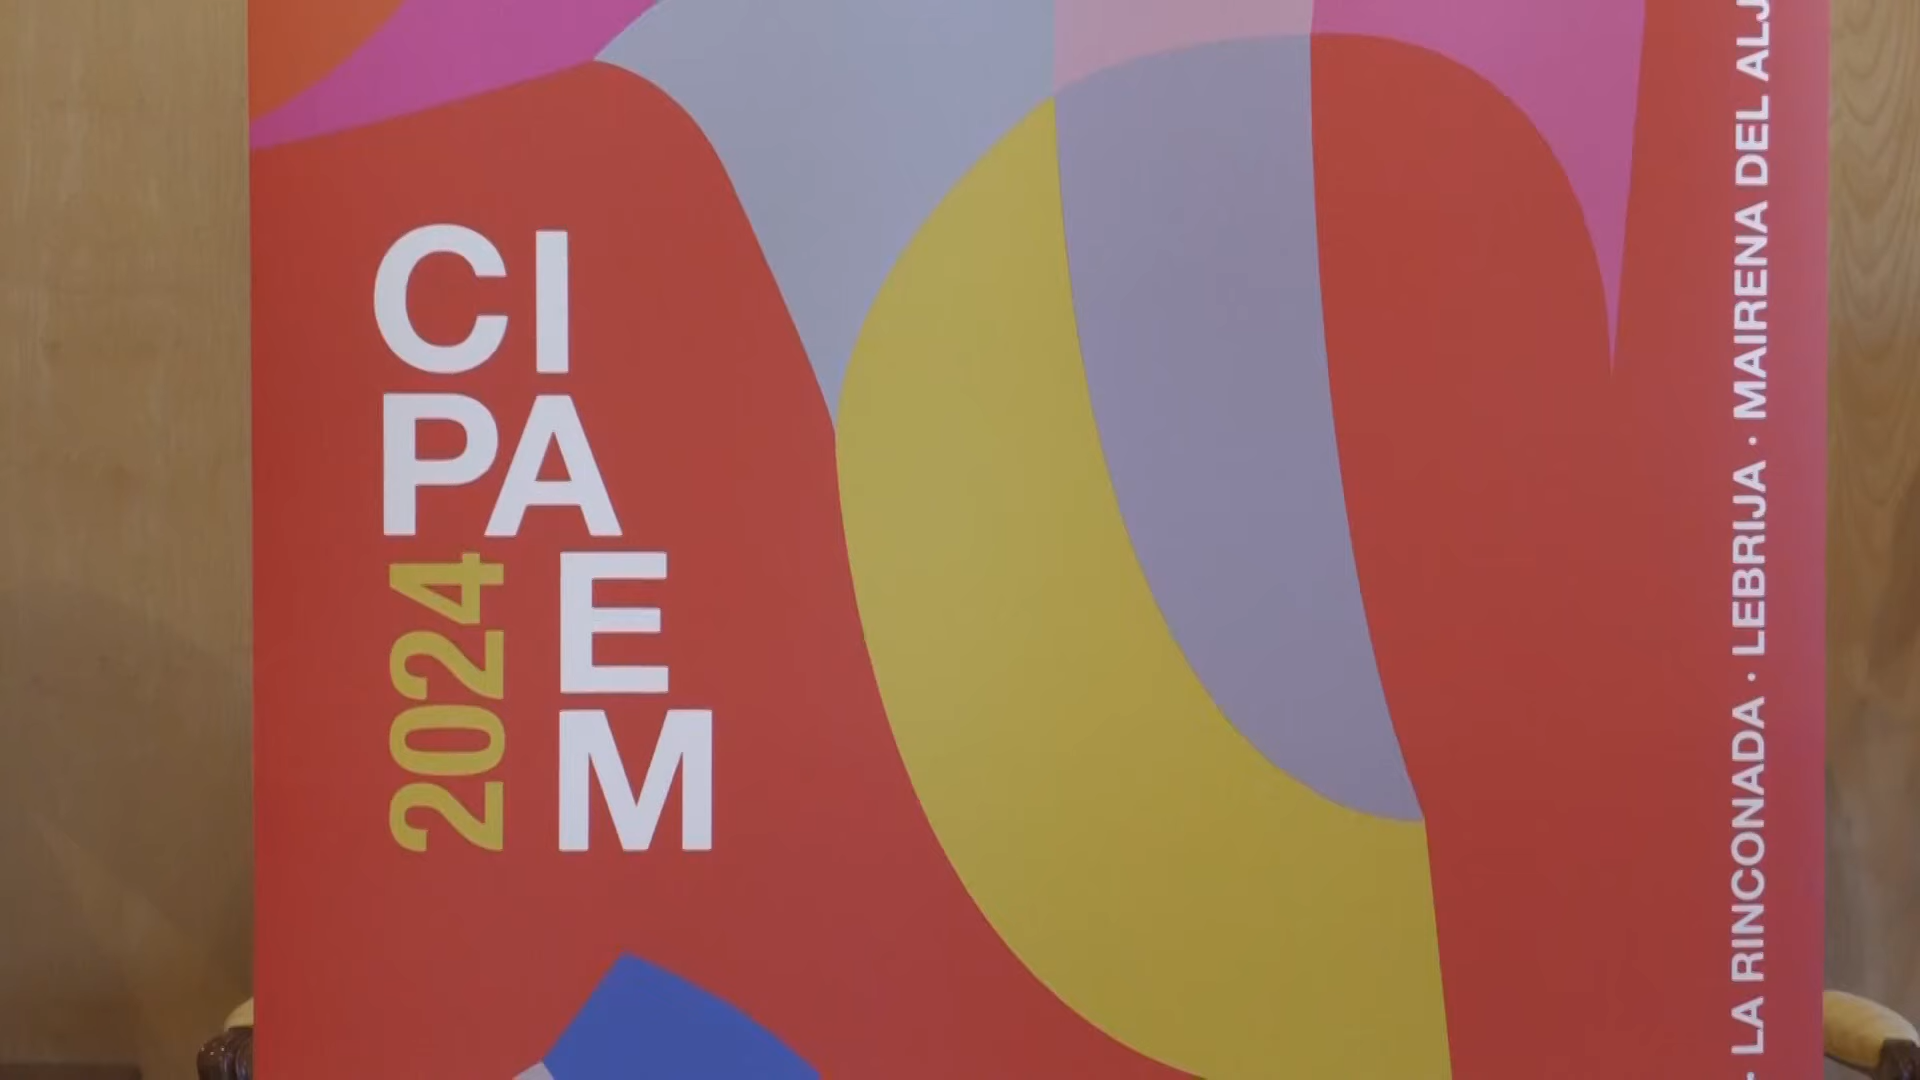 CI
PA
E
M
2024
· LA RINCONADA · LEBRIJA · MAIRENA DEL ALJ